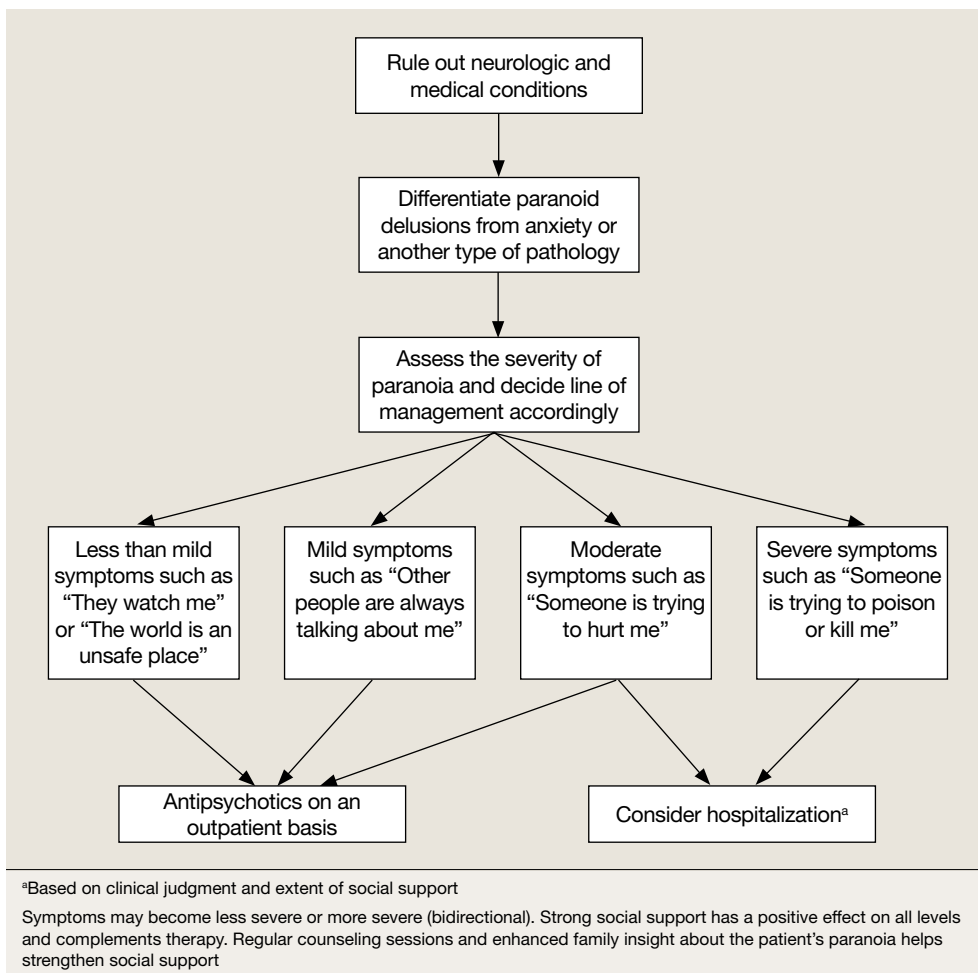 Rule out neurologic and
medical conditions
Differentiate paranoid
delusions from anxiety or
another type of pathology
Assess the severity of
paranoia and decide line of
management accordingly
Less than mild
symptoms such as
“They watch me”
or “The world is an
unsafe place”
Mild symptoms
such as “Other
people are always
talking about me”
Moderate
symptoms such as
“Someone is trying
to hurt me”
Severe symptoms
such as “Someone
is trying to poison
or kill me”
Antipsychotics on an
outpatient basis
Consider hospitalizationᵃ
ᵃBased on clinical judgment and extent of social support
Symptoms may become less severe or more severe (bidirectional). Strong social support has a positive effect on all levels
and complements therapy. Regular counseling sessions and enhanced family insight about the patient’s paranoia helps
strengthen social support